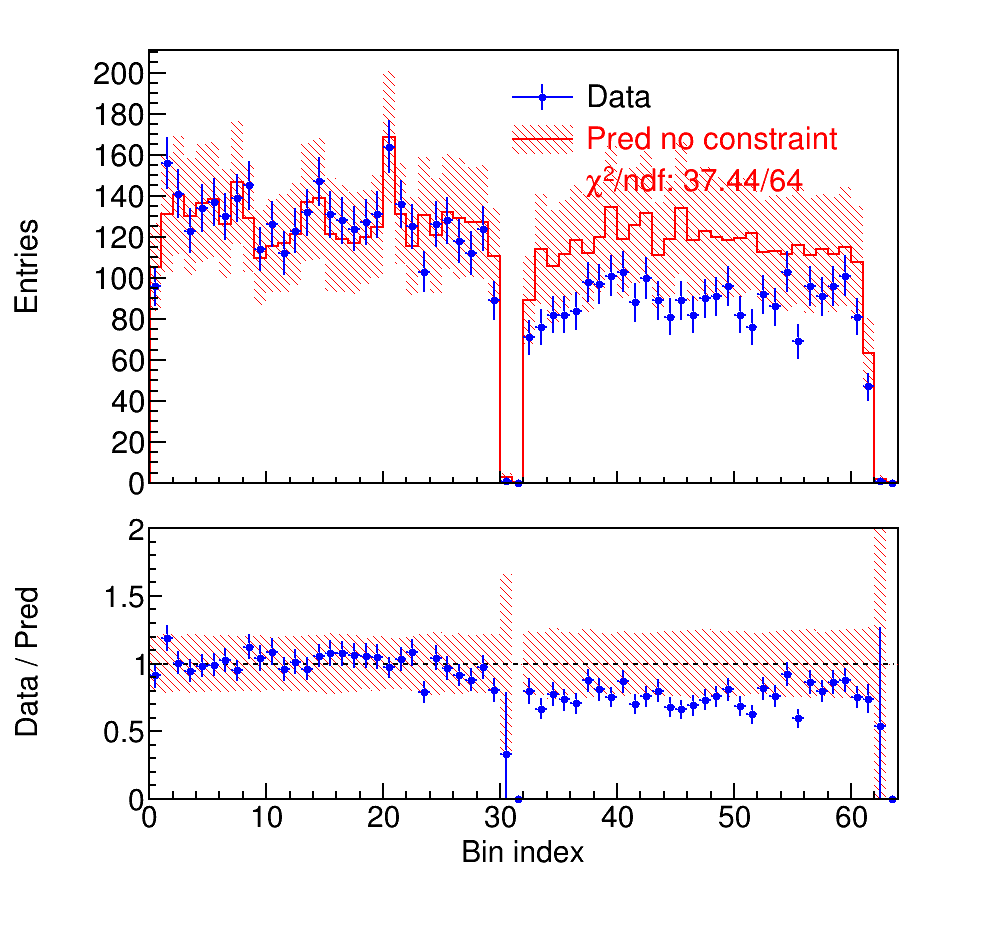 200
180
160
140
120
100
80
60
40
20
0
Entries
Data
Pred no constraint
χ²/ndf: 37.44/64
2
1.5
1
0.5
0
Data / Pred
0 10 20 30 40 50 60
Bin index